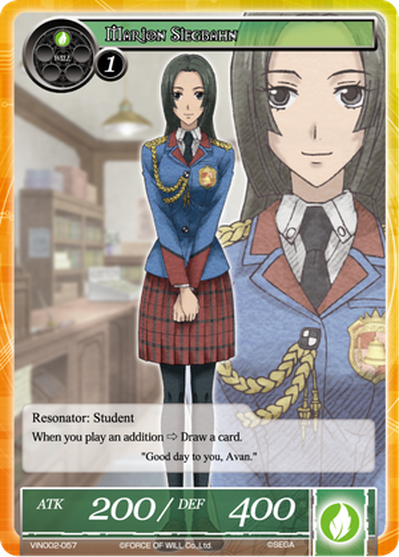 Marion Siegbahn
WILL
1
Resonator: Student
When you play an addition ⇨ Draw a card.
"Good day to you, Avan."
ATK 200 / DEF 400
VIN002-057 ©FORCE OF WILL Co.,Ltd. ©SEGA